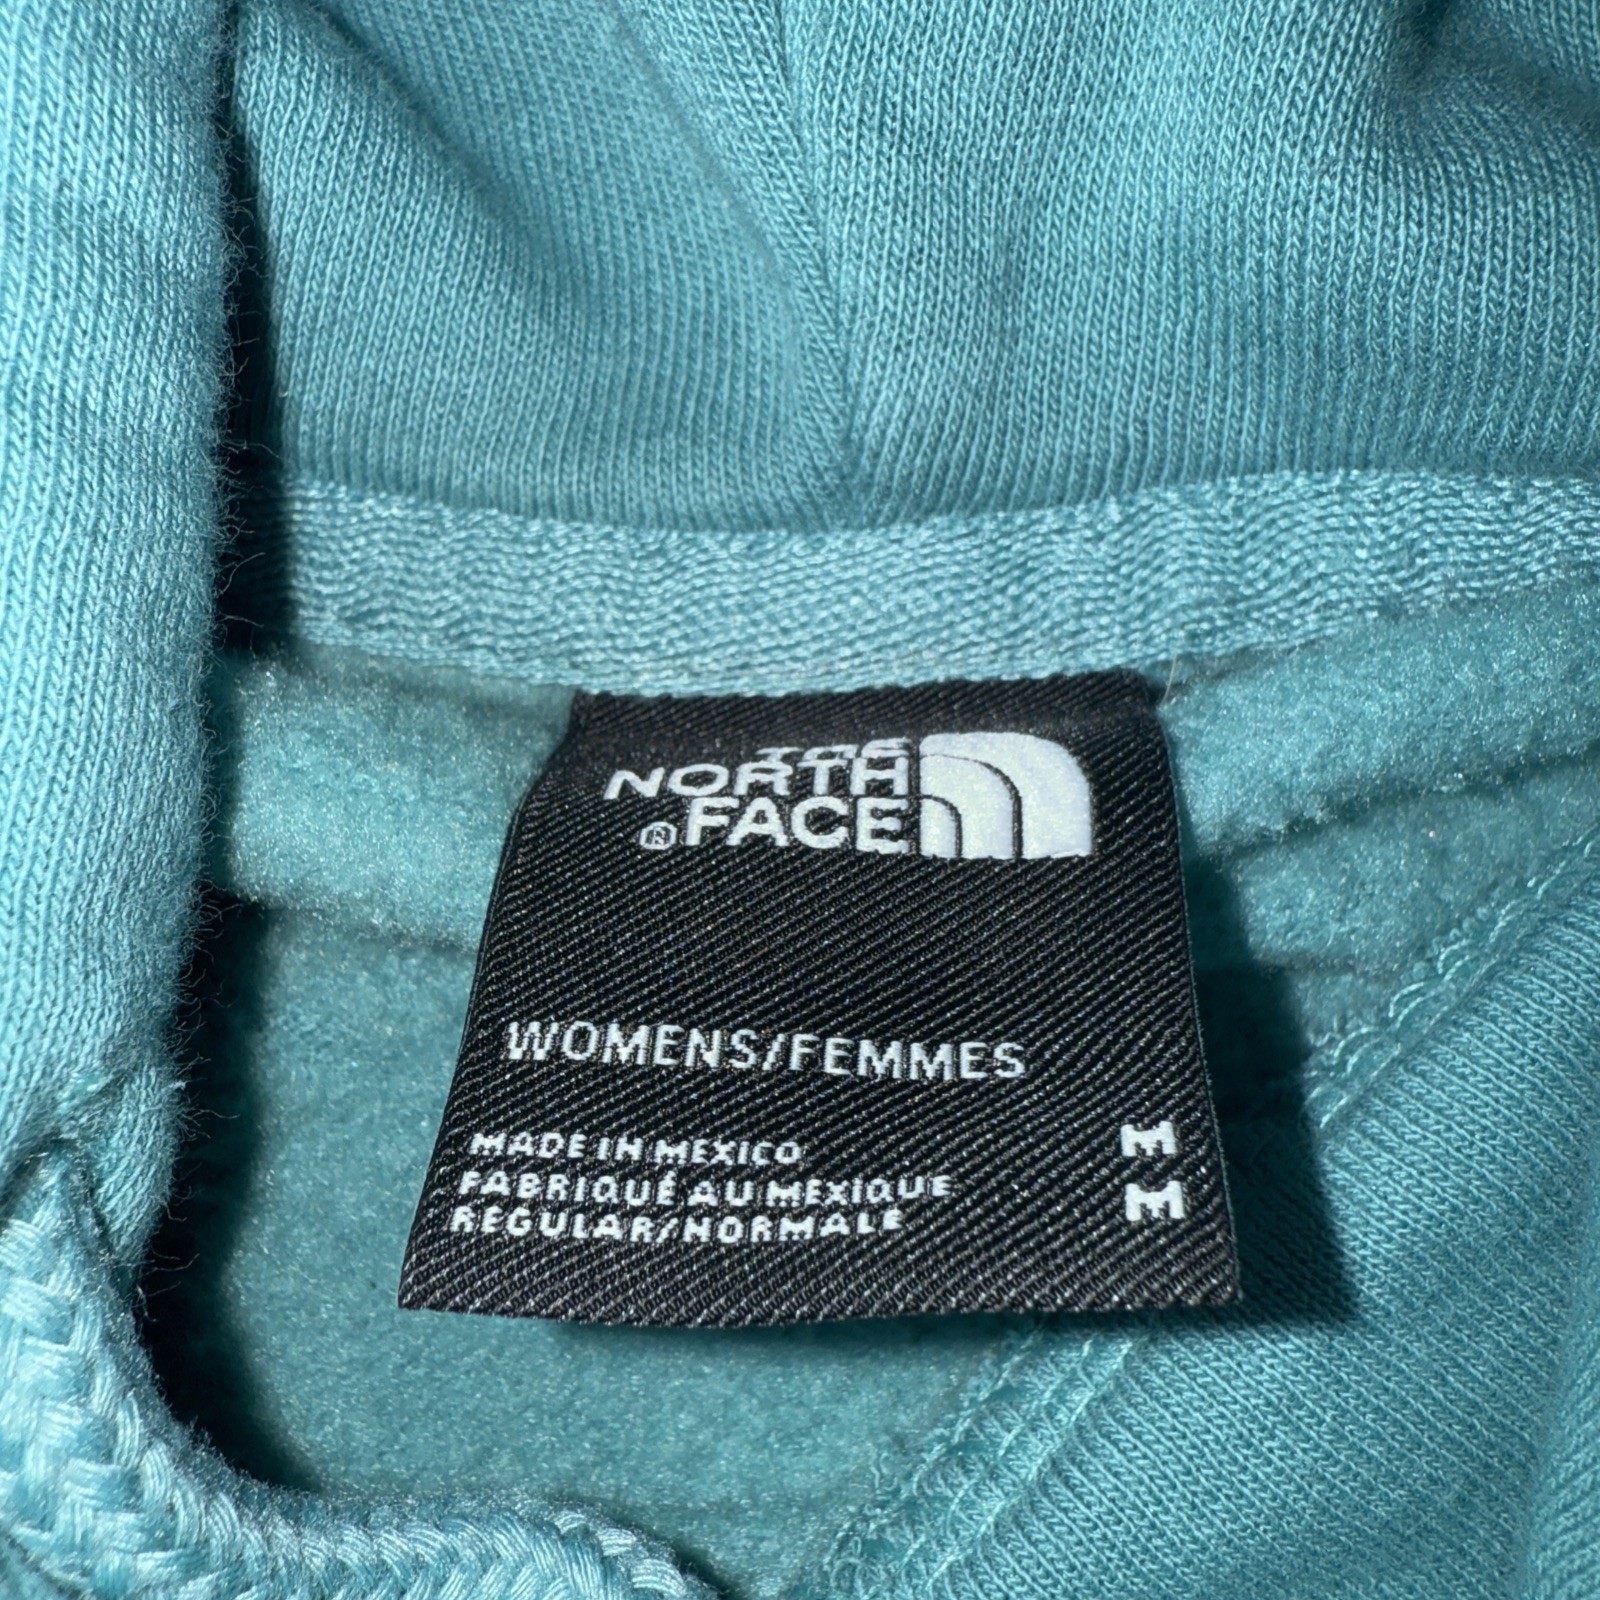 THE
NORTH
® FACE
WOMENS/FEMMES
MADE IN MEXICO M
FABRIQUÉ AU MEXIQUE M
REGULAR/NORMALE